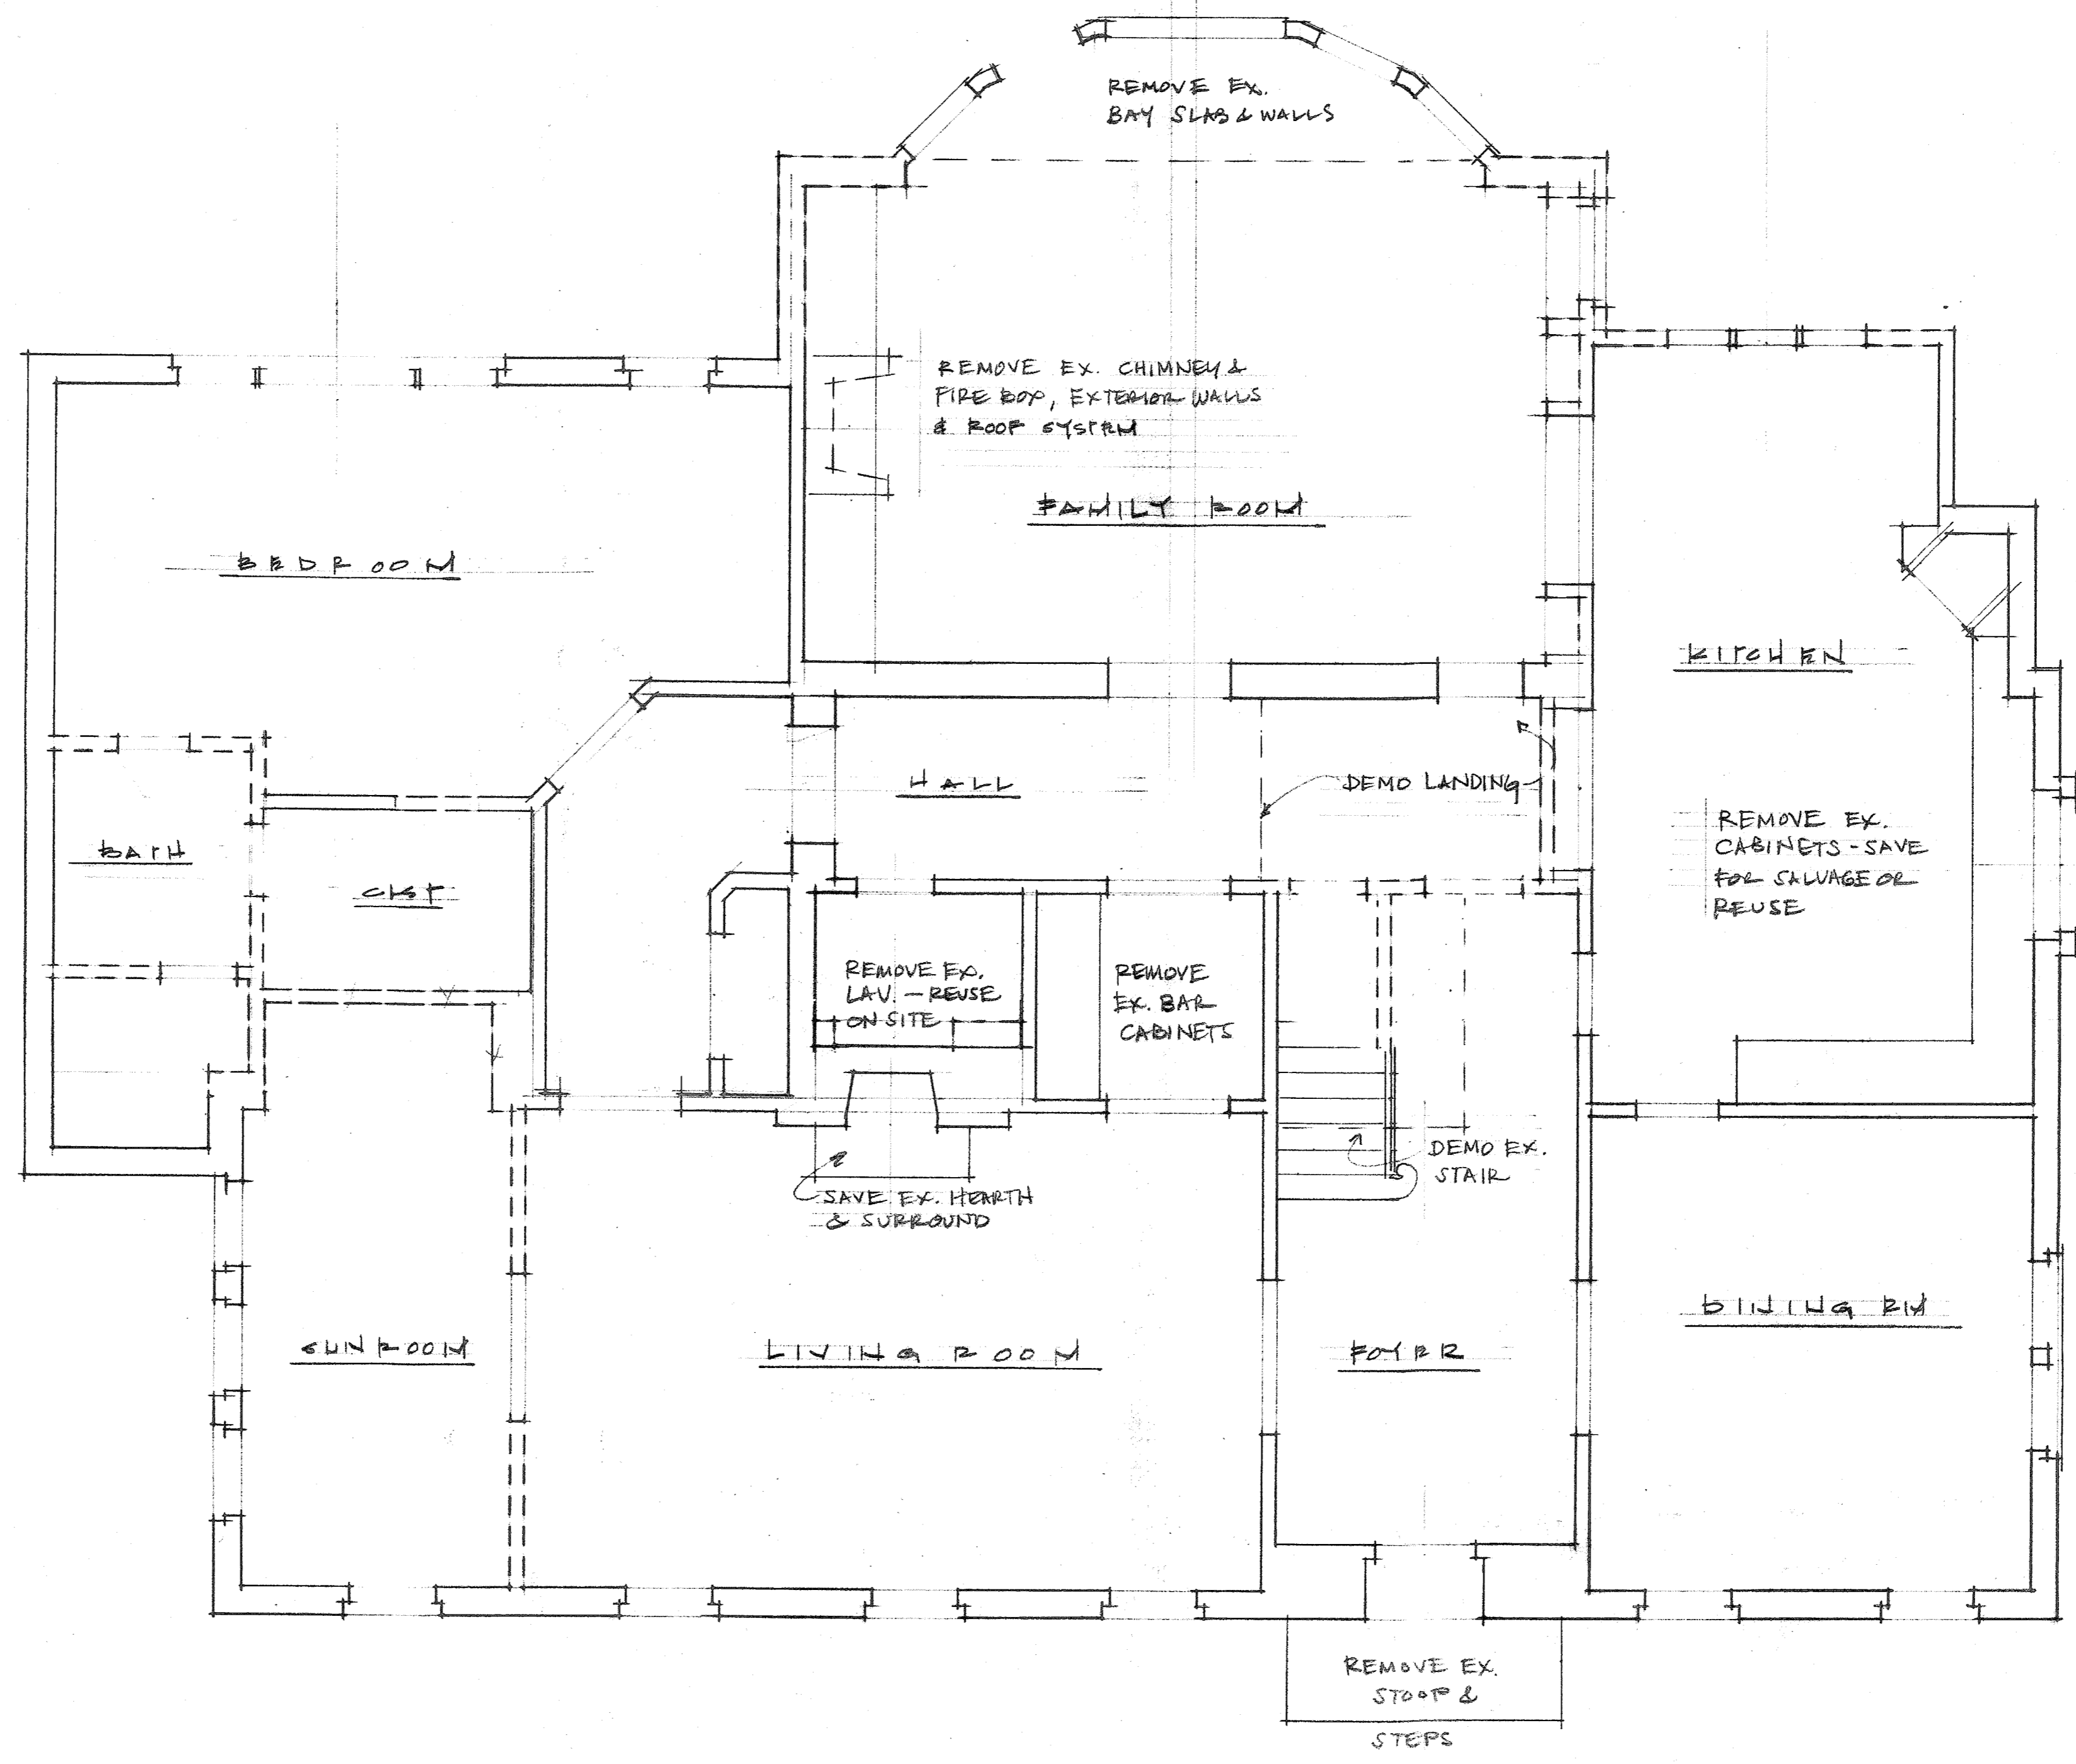 REMOVE EX.
BAY SLAB & WALLS
REMOVE EX. CHIMNEY &
FIRE BOX, EXTERIOR WALLS
& ROOF SYSTEM
FAMILY ROOM
BEDROOM
KITCHEN
HALL
DEMO LANDING
REMOVE EX.
CABINETS - SAVE
FOR SALVAGE OR
REUSE
BATH
CLST
REMOVE EX.
LAV. - REUSE
ON SITE
REMOVE
EX. BAR
CABINETS
DEMO EX.
STAIR
SAVE EX. HEARTH
& SURROUND
SUNROOM
LIVING ROOM
FOYER
DINING RM
REMOVE EX.
STOOP &
STEPS